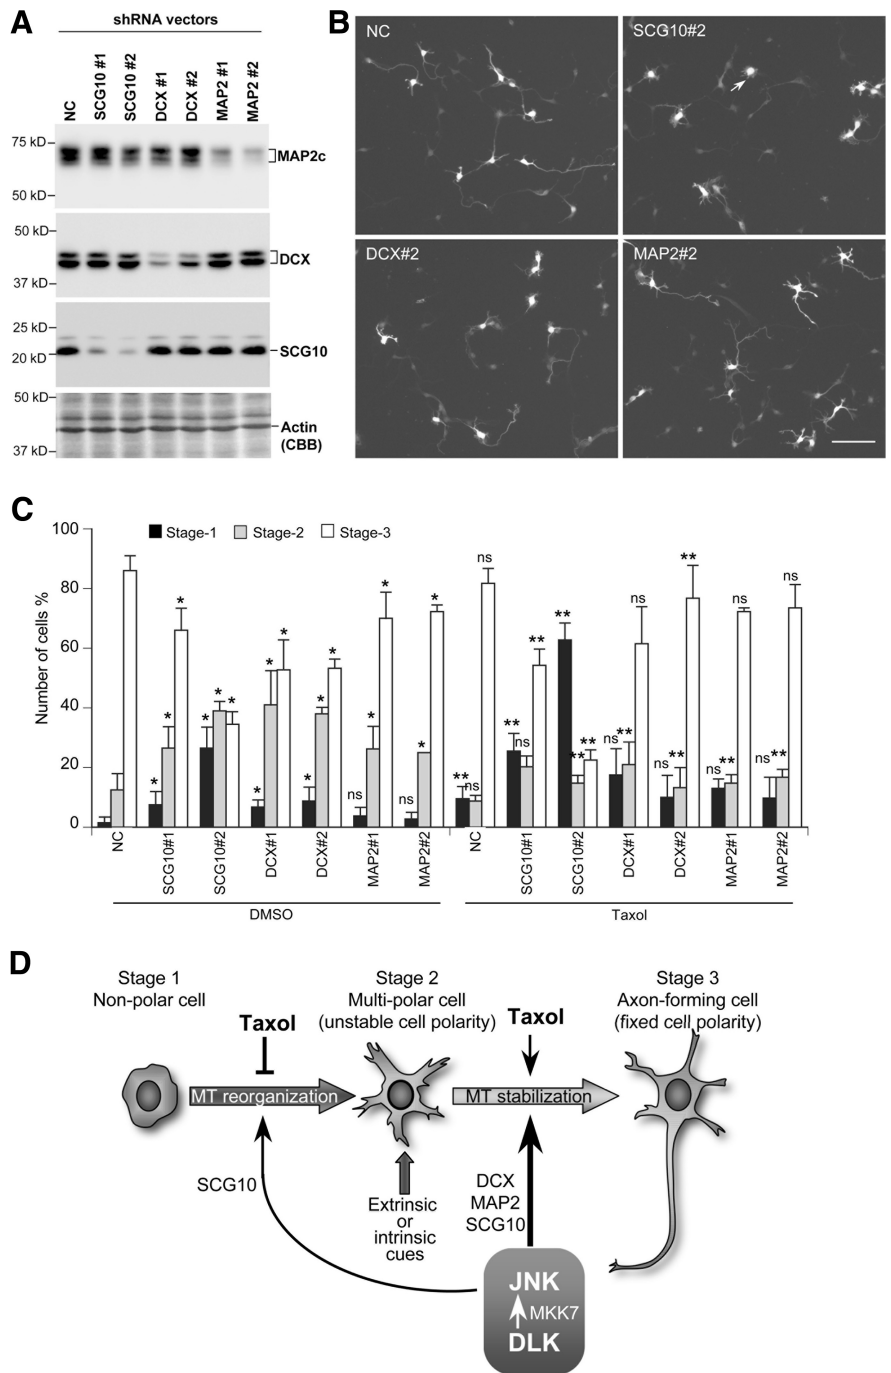 A
shRNA vectors
NC
SCG10 #1
SCG10 #2
DCX #1
DCX #2
MAP2 #1
MAP2 #2
75 kD
MAP2c
50 kD
50 kD
DCX
37 kD
25 kD
20 kD
SCG10
50 kD
Actin
(CBB)
37 kD
B
NC
SCG10#2
DCX#2
MAP2#2
C
Number of cells %
100
80
60
40
20
0
Stage-1
Stage-2
Stage-3
* * *
* * *
* * *
* * *
ns * *
ns * *
** ns ns
** ns **
** ** **
ns ** ns
ns ** **
ns ** ns
ns ** ns
NC
SCG10#1
SCG10#2
DCX#1
DCX#2
MAP2#1
MAP2#2
NC
SCG10#1
SCG10#2
DCX#1
DCX#2
MAP2#1
MAP2#2
DMSO
Taxol
D
Stage 1
Non-polar cell
Stage 2
Multi-polar cell
(unstable cell polarity)
Stage 3
Axon-forming cell
(fixed cell polarity)
Taxol
Taxol
MT reorganization
MT stabilization
SCG10
Extrinsic
or
intrinsic
cues
DCX
MAP2
SCG10
JNK
MKK7
DLK